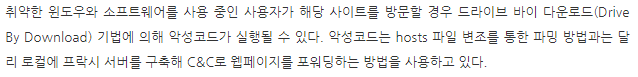 취약한 윈도우와 소프트웨어를 사용 중인 사용자가 해당 사이트를 방문할 경우 드라이브 바이 다운로드(Drive
By Download) 기법에 의해 악성코드가 실행될 수 있다. 악성코드는 hosts 파일 변조를 통한 파밍 방법과는 달
리 로컬에 프락시 서버를 구축해 C&C로 웹페이지를 포워딩하는 방법을 사용하고 있다.